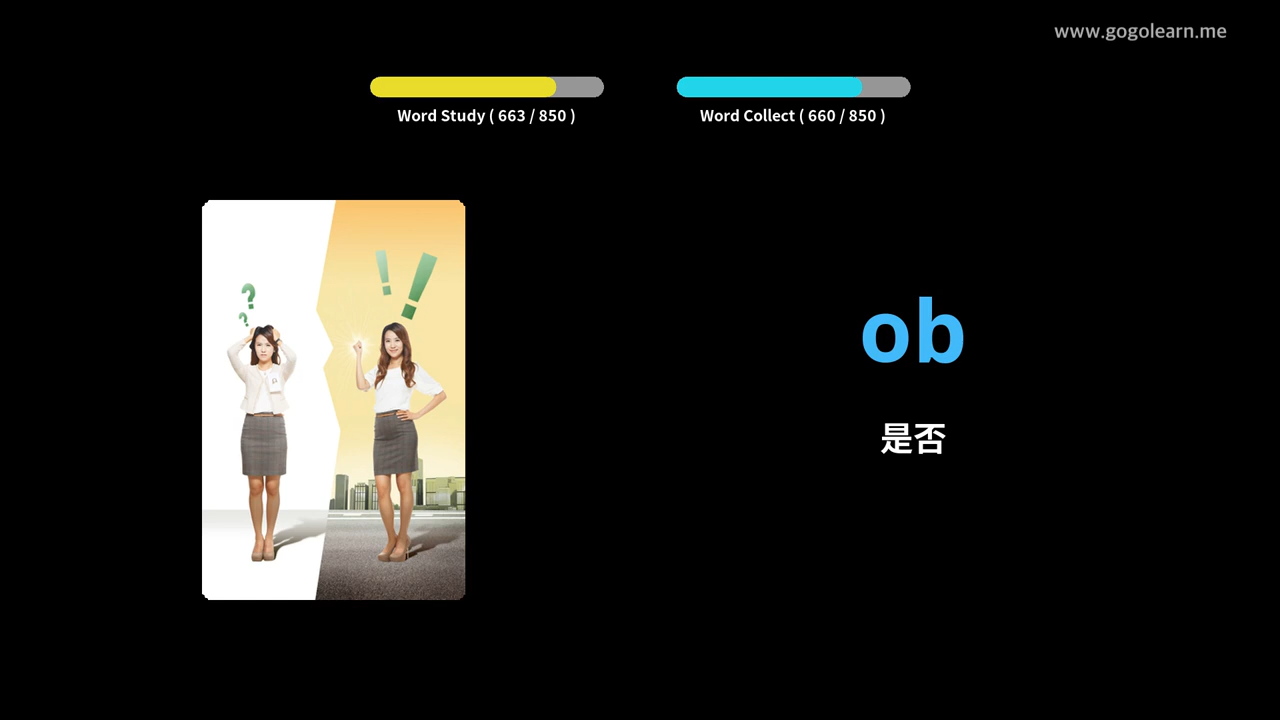 www.gogolearn.me
Word Study ( 663 / 850 )
Word Collect ( 660 / 850 )
? ?
! !
ob
是否